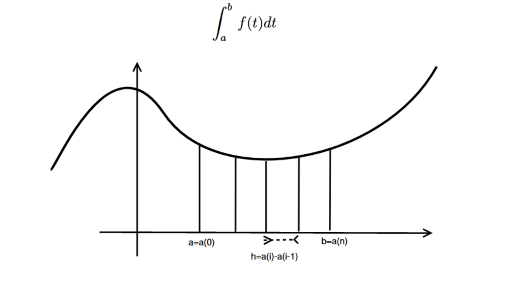 ∫_a^b f(t)dt
a=a(0) b=a(n)
h=a(i)-a(i-1)